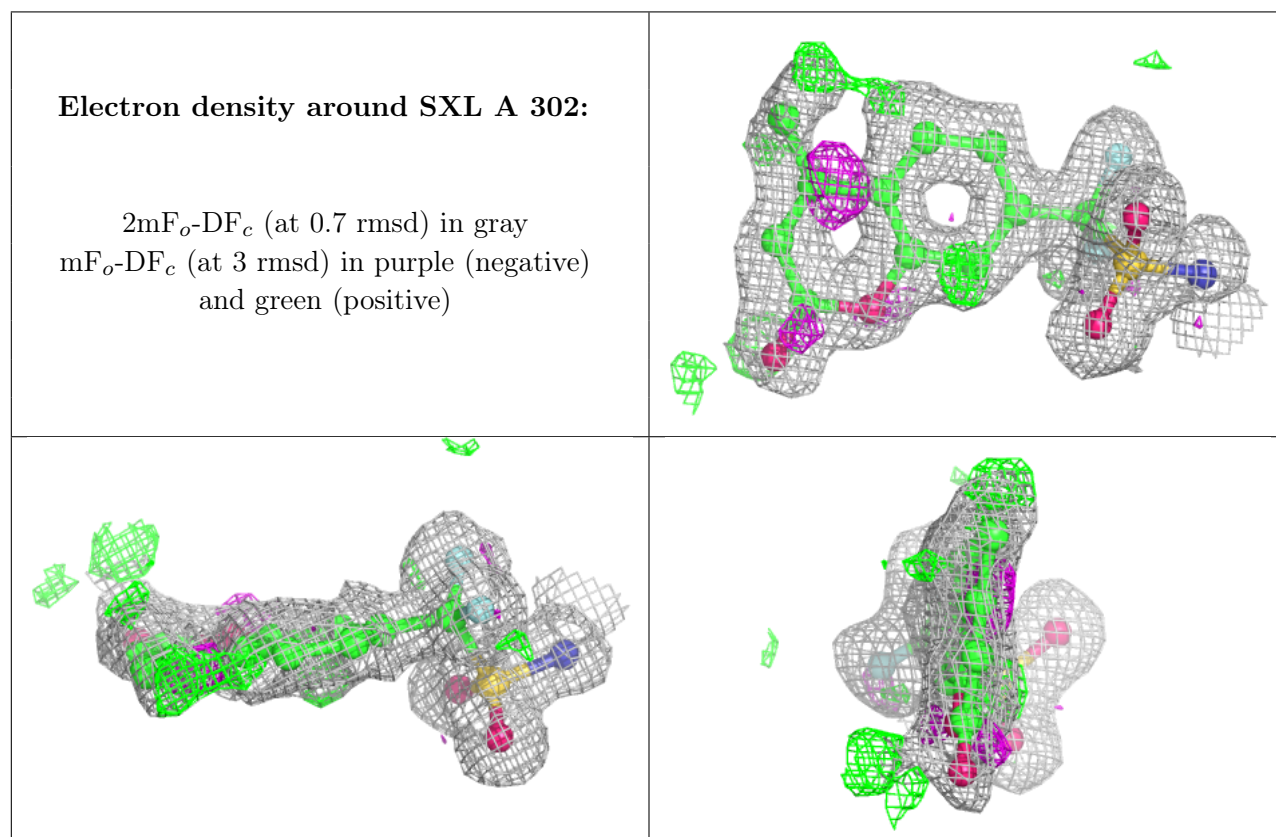 Electron density around SXL A 302:
2mFo-DFc (at 0.7 rmsd) in gray
mFo-DFc (at 3 rmsd) in purple (negative)
and green (positive)